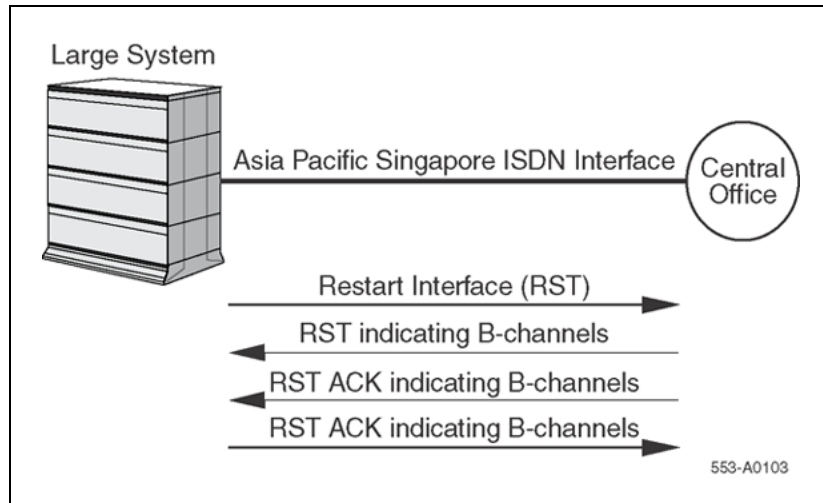 Large System
Asia Pacific Singapore ISDN Interface
Central
Office
Restart Interface (RST)
RST indicating B-channels
RST ACK indicating B-channels
RST ACK indicating B-channels
553-A0103